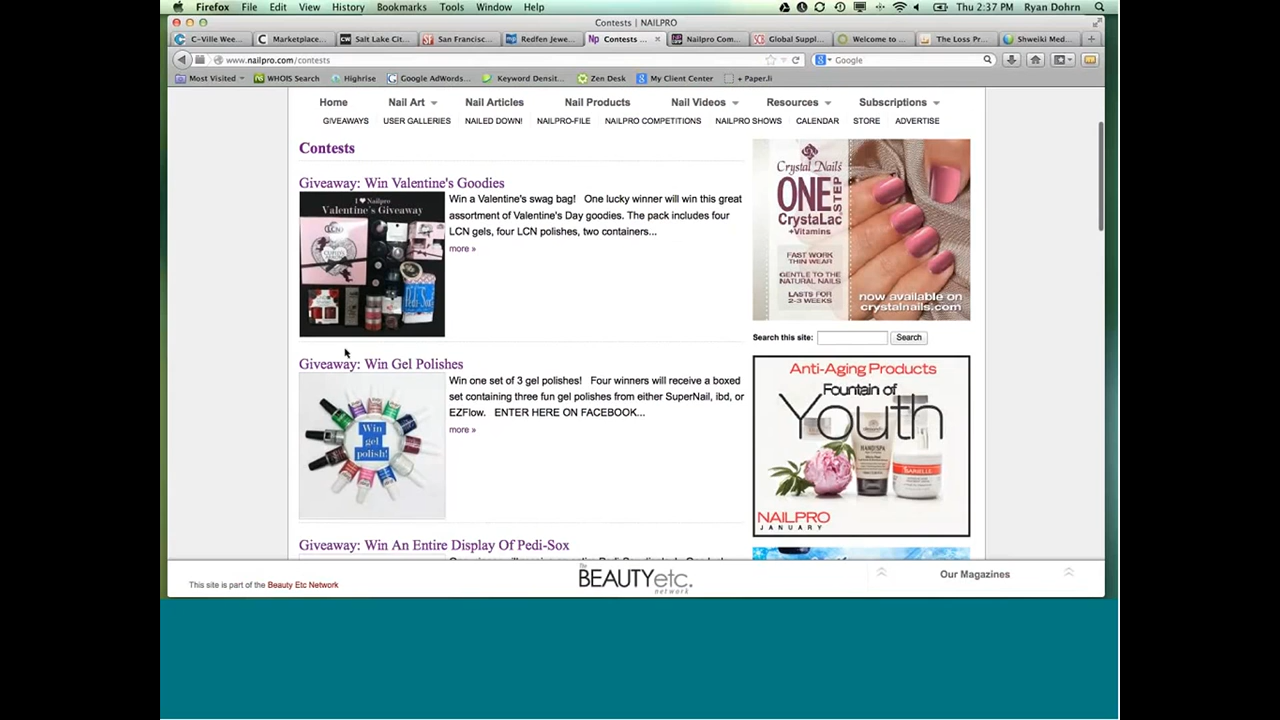 Firefox File Edit View History Bookmarks Tools Window Help Thu 2:37 PM Ryan Dohrn
Contests | NAILPRO
C-Ville Wee... Marketplace... Salt Lake Cit... San Francisc... Redfen Jewe... Contests ... Nailpro Com... Global Suppl... Welcome to ... The Loss Pr... Shweiki Med...
www.nailpro.com/contests Google
Most Visited WHOIS Search Highrise Google AdWords... Keyword Densit... Zen Desk My Client Center + Paper.li
Home Nail Art Nail Articles Nail Products Nail Videos Resources Subscriptions
GIVEAWAYS USER GALLERIES NAILED DOWN! NAILPRO-FILE NAILPRO COMPETITIONS NAILPRO SHOWS CALENDAR STORE ADVERTISE
Contests
Giveaway: Win Valentine's Goodies
I ♥ Nailpro
Valentine's Giveaway
LCN
Pedi-Sox
Win a Valentine's swag bag! One lucky winner will win this great
assortment of Valentine's Day goodies. The pack includes four
LCN gels, four LCN polishes, two containers...
more »
Giveaway: Win Gel Polishes
Win
gel
polish!
Win one set of 3 gel polishes! Four winners will receive a boxed
set containing three fun gel polishes from either SuperNail, ibd, or
EZFlow. ENTER HERE ON FACEBOOK...
more »
Giveaway: Win An Entire Display Of Pedi-Sox
Crystal Nails
ONE STEP
CrystaLac
+Vitamins
FAST WORK
THIN WEAR
GENTLE TO THE
NATURAL NAILS
LASTS FOR
2-3 WEEKS
now available on
crystalnails.com
Search this site: Search
Anti-Aging Products
Fountain of
Youth
NAILPRO
JANUARY
This site is part of the Beauty Etc Network
The
BEAUTYetc.
network
Our Magazines